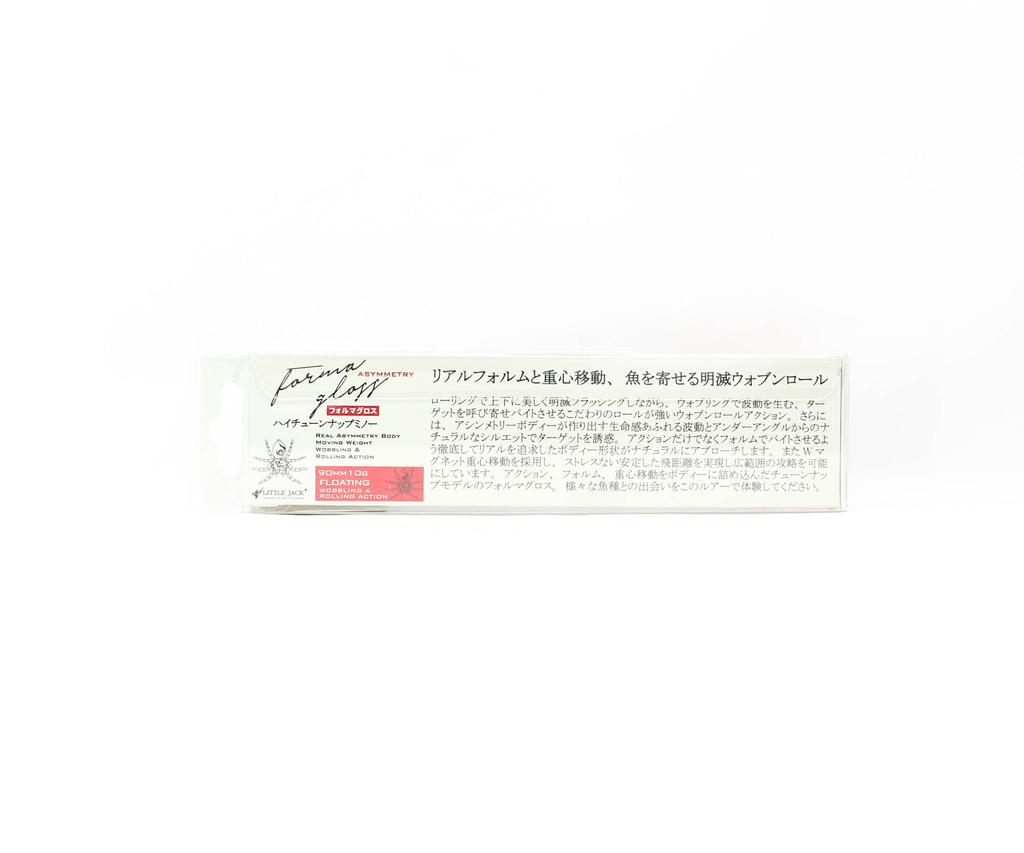 Forma
ASYMMETRY
gloss
フォルマグロス
ハイチューンナップミノー
REAL ASYMMETRY BODY
MOVING WEIGHT
WOBBLING &
ROLLING ACTION
90MM10G
FLOATING
WOBBLING &
ROLLING ACTION
LITTLE JACK
リアルフォルムと重心移動、魚を寄せる明滅ウォブンロール
ローリングで上下に美しく明滅フラッシングしながら、ウォブリングで波動を生む、ター
ゲットを呼び寄せバイトさせるこだわりのロールが強いウォブンロールアクション。さらに
は、アシンメトリーボディーが作り出す生命感あふれる波動とアンダーアングルからのナ
チュラルなシルエットでターゲットを誘惑。アクションだけでなくフォルムでバイトさせるよ
う徹底してリアルを追求したボディー形状がナチュラルにアプローチします。またWマ
グネット重心移動を採用し、ストレスない安定した飛距離を実現し広範囲の攻略を可能
にしています。アクション、フォルム、重心移動をボディーに詰め込んだチューンナッ
プモデルのフォルマグロス。様々な魚種との出会いをこのルアーで体験してください。